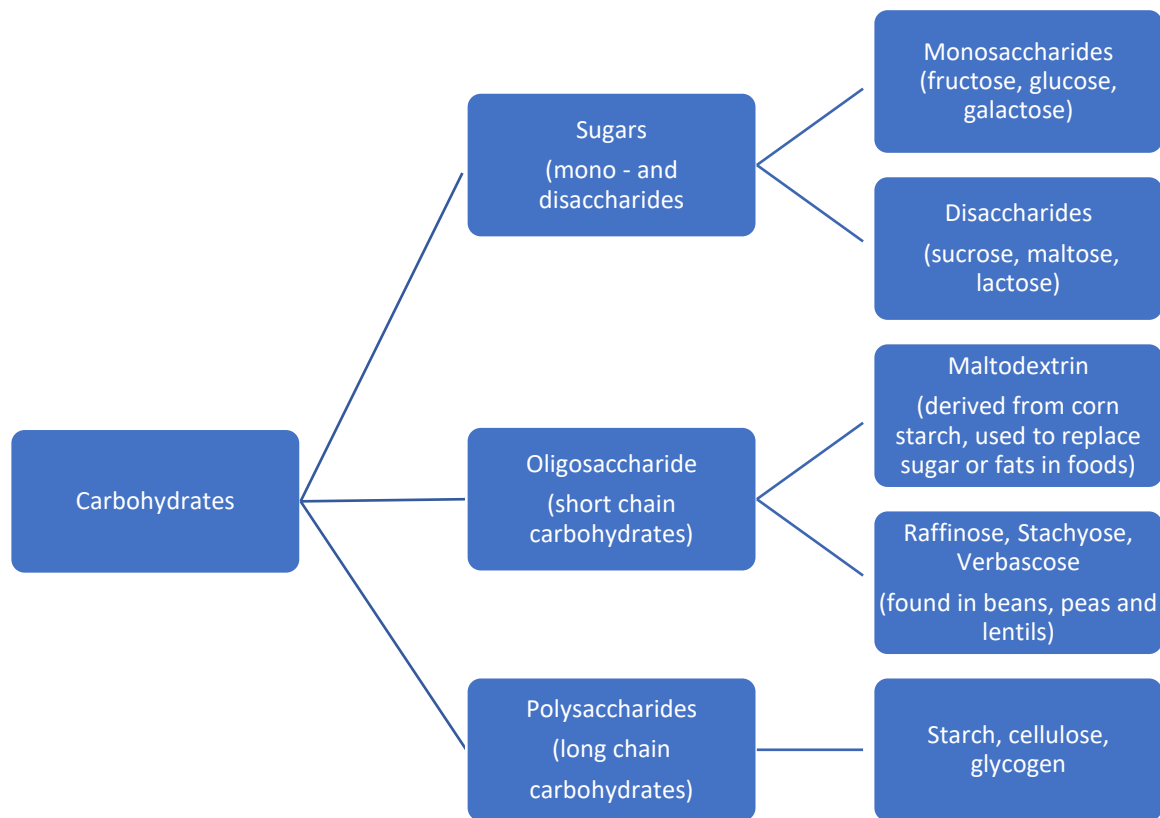 Carbohydrates
Sugars
(mono - and
disaccharides
Monosaccharides
(fructose, glucose,
galactose)
Disaccharides
(sucrose, maltose,
lactose)
Oligosaccharide
(short chain
carbohydrates)
Maltodextrin
(derived from corn
starch, used to replace
sugar or fats in foods)
Raffinose, Stachyose,
Verbascose
(found in beans, peas and
lentils)
Polysaccharides
(long chain
carbohydrates)
Starch, cellulose,
glycogen